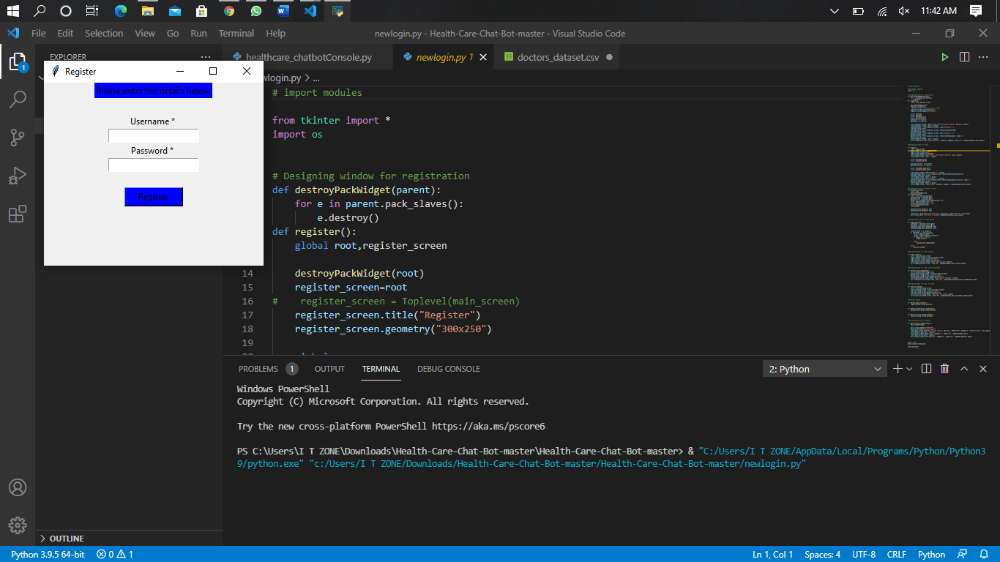 11:42 AM
File Edit Selection View Go Run Terminal Help
newlogin.py - Health-Care-Chat-Bot-master - Visual Studio Code
EXPLORER
healthcare_chatbotConsole.py
newlogin.py 1
doctors_dataset.csv
1
Register
Please enter the details below
Username *
Password *
Register
wlogin.py > ...
# import modules
from tkinter import *
import os
# Designing window for registration
def destroyPackWidget(parent):
for e in parent.pack_slaves():
e.destroy()
def register():
global root,register_screen
14 destroyPackWidget(root)
15 register_screen=root
16 # register_screen = Toplevel(main_screen)
17 register_screen.title("Register")
18 register_screen.geometry("300x250")
19
PROBLEMS 1 OUTPUT TERMINAL DEBUG CONSOLE
2: Python
Windows PowerShell
Copyright (C) Microsoft Corporation. All rights reserved.
Try the new cross-platform PowerShell https://aka.ms/pscore6
PS C:\Users\I T ZONE\Downloads\Health-Care-Chat-Bot-master\Health-Care-Chat-Bot-master> & "C:/Users/I T ZONE/AppData/Local/Programs/Python/Python3
9/python.exe" "c:/Users/I T ZONE/Downloads/Health-Care-Chat-Bot-master/Health-Care-Chat-Bot-master/newlogin.py"
OUTLINE
Python 3.9.5 64-bit 0 1
Ln 1, Col 1 Spaces: 4 UTF-8 CRLF Python